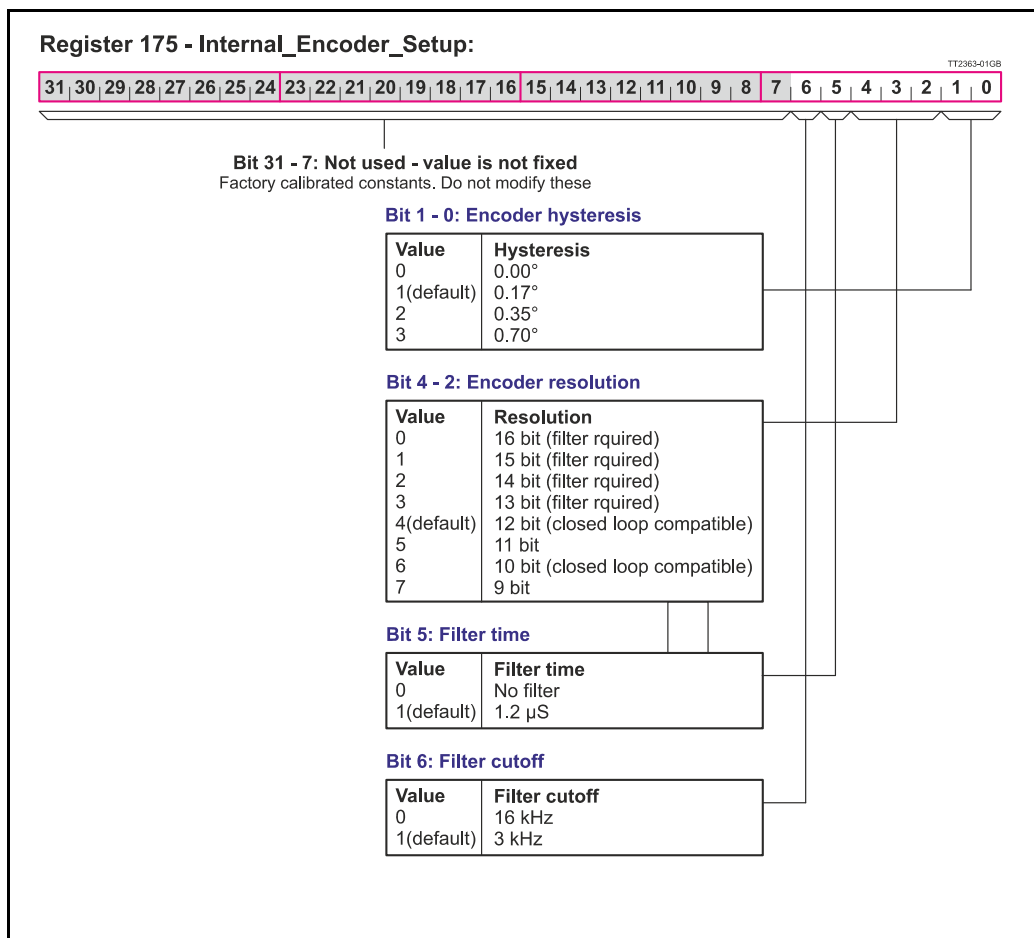 Register 175 - Internal_Encoder_Setup:
TT2363-01GB
31 30 29 28 27 26 25 24 23 22 21 20 19 18 17 16 15 14 13 12 11 10 9 8 7 6 5 4 3 2 1 0
Bit 31 - 7: Not used - value is not fixed
Factory calibrated constants. Do not modify these
Bit 1 - 0: Encoder hysteresis
Value Hysteresis
0 0.00°
1(default) 0.17°
2 0.35°
3 0.70°
Bit 4 - 2: Encoder resolution
Value Resolution
0 16 bit (filter rquired)
1 15 bit (filter rquired)
2 14 bit (filter rquired)
3 13 bit (filter rquired)
4(default) 12 bit (closed loop compatible)
5 11 bit
6 10 bit (closed loop compatible)
7 9 bit
Bit 5: Filter time
Value Filter time
0 No filter
1(default) 1.2 µS
Bit 6: Filter cutoff
Value Filter cutoff
0 16 kHz
1(default) 3 kHz